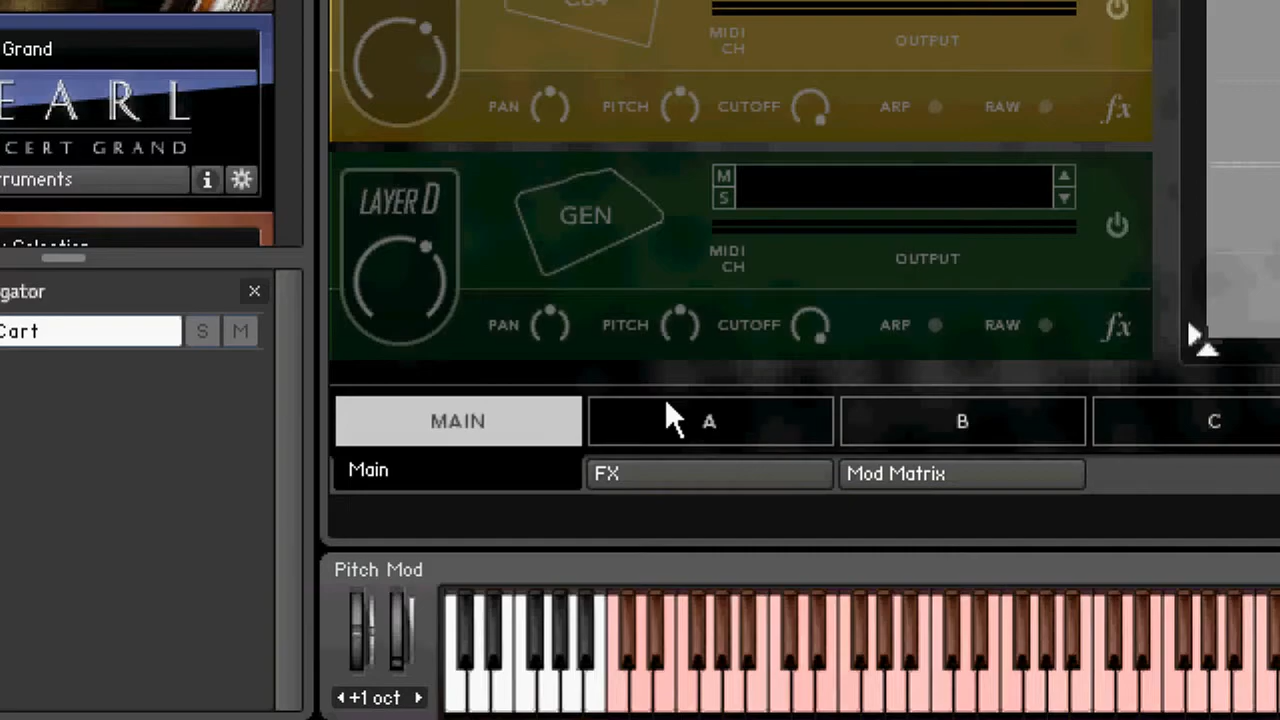 Grand
EARL
CERT GRAND
ruments
gator
Cart
S M
C64
MIDI
CH
OUTPUT
PAN PITCH CUTOFF ARP RAW fx
LAYER D
GEN
M
S
MIDI
CH
OUTPUT
PAN PITCH CUTOFF ARP RAW fx
MAIN A B C
Main FX Mod Matrix
Pitch Mod
+1 oct